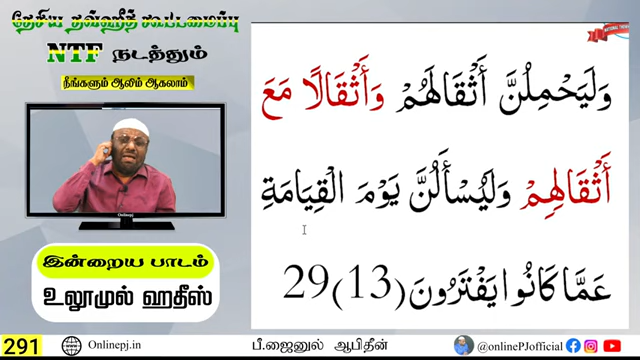 தேசிய தவ்ஹீத் கூட்டமைப்பு
NTF நடத்தும்
நீங்களும் ஆலிம் ஆகலாம்
Onlinepj
இன்றைய பாடம்
உலூமுல் ஹதீஸ்
وَلَيَحْمِلُنَّ أَثْقَالَهُمْ وَأَثْقَالًا مَعَ
أَثْقَالِهِمْ وَلَيُسْأَلُنَّ يَوْمَ الْقِيَامَةِ
عَمَّا كَانُوا يَفْتَرُونَ (13) 29
291
Onlinepj.in
பீ.ஜைனுல் ஆபிதீன்
@onlinePJofficial